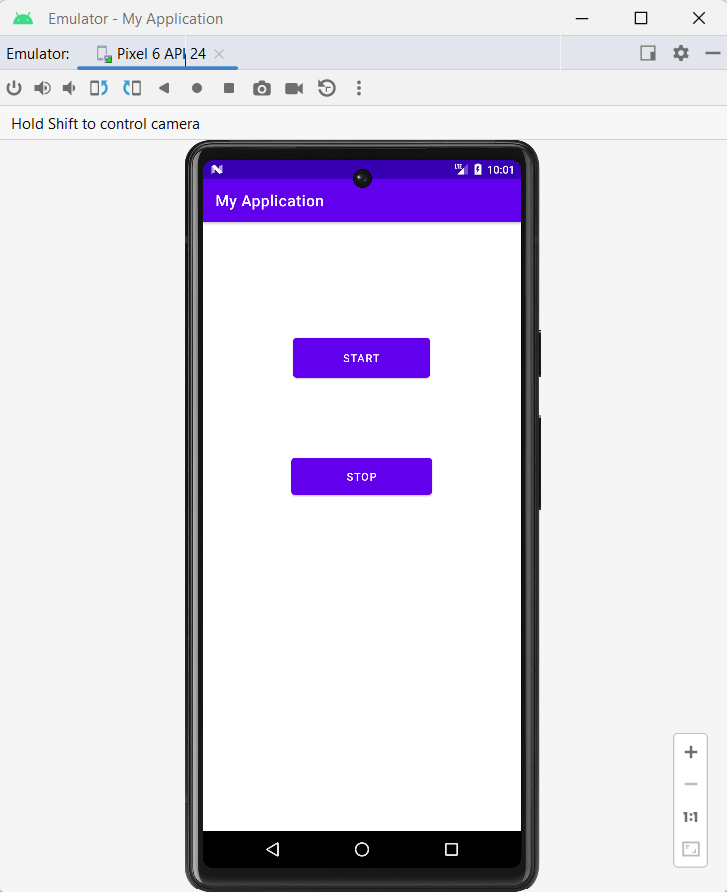 Emulator - My Application
Emulator: Pixel 6 API 24
Hold Shift to control camera
LTE 10:01
My Application
START
STOP
1:1